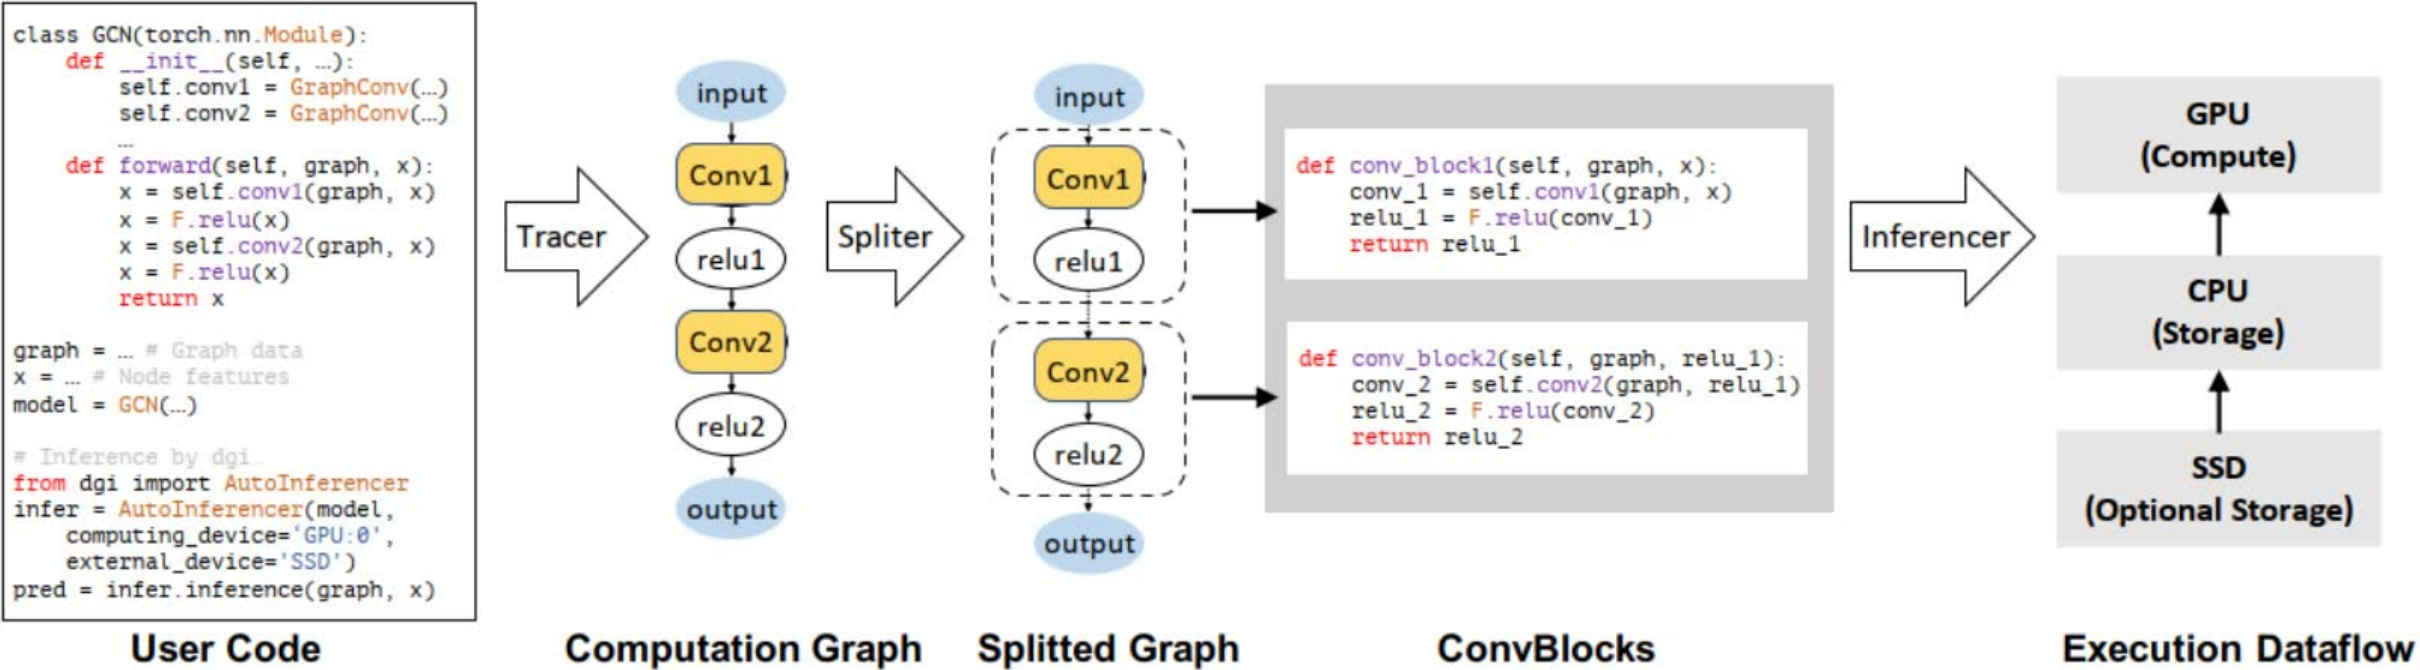 class GCN(torch.nn.Module):
    def __init__(self, …):
        self.conv1 = GraphConv(…)
        self.conv2 = GraphConv(…)
        …
    def forward(self, graph, x):
        x = self.conv1(graph, x)
        x = F.relu(x)
        x = self.conv2(graph, x)
        x = F.relu(x)
        return x
graph = … # Graph data
x = … # Node features
model = GCN(…)
# Inference by dgi
from dgi import AutoInferencer
infer = AutoInferencer(model,
    computing_device='GPU:0',
    external_device='SSD')
pred = infer.inference(graph, x)
User Code
Tracer
input
Conv1
relu1
Conv2
relu2
output
Computation Graph
Spliter
input
Conv1
relu1
Conv2
relu2
output
Splitted Graph
def conv_block1(self, graph, x):
    conv_1 = self.conv1(graph, x)
    relu_1 = F.relu(conv_1)
    return relu_1
def conv_block2(self, graph, relu_1):
    conv_2 = self.conv2(graph, relu_1)
    relu_2 = F.relu(conv_2)
    return relu_2
ConvBlocks
Inferencer
GPU
(Compute)
CPU
(Storage)
SSD
(Optional Storage)
Execution Dataflow